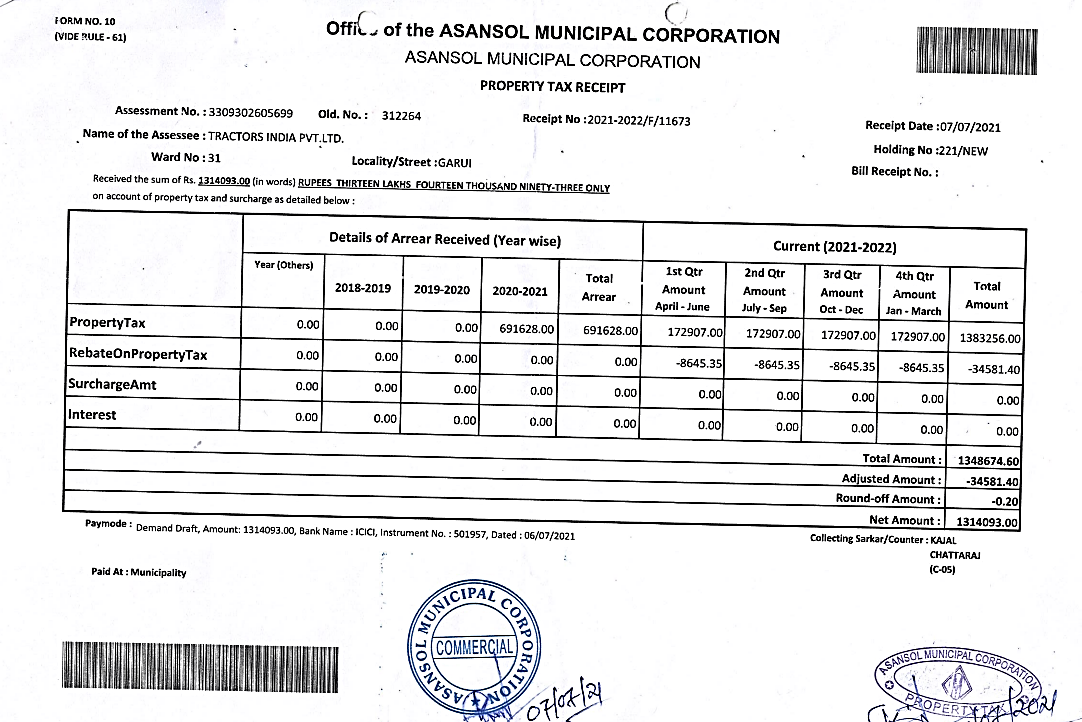 FORM NO. 10
(VIDE RULE - 61)
Office of the ASANSOL MUNICIPAL CORPORATION
ASANSOL MUNICIPAL CORPORATION
PROPERTY TAX RECEIPT
Assessment No. : 3309302605699 Old. No. : 312264 Receipt No :2021-2022/F/11673 Receipt Date :07/07/2021
Name of the Assessee : TRACTORS INDIA PVT.LTD. Holding No :221/NEW
Ward No : 31 Locality/Street :GARUI Bill Receipt No. :
Received the sum of Rs. 1314093.00 (in words) RUPEES THIRTEEN LAKHS FOURTEEN THOUSAND NINETY-THREE ONLY
on account of property tax and surcharge as detailed below :
Details of Arrear Received (Year wise) Current (2021-2022)
Year (Others) 2018-2019 2019-2020 2020-2021 Total Arrear 1st Qtr Amount April - June 2nd Qtr Amount July - Sep 3rd Qtr Amount Oct - Dec 4th Qtr Amount Jan - March Total Amount
PropertyTax 0.00 0.00 0.00 691628.00 691628.00 172907.00 172907.00 172907.00 172907.00 1383256.00
RebateOnPropertyTax 0.00 0.00 0.00 0.00 0.00 -8645.35 -8645.35 -8645.35 -8645.35 -34581.40
SurchargeAmt 0.00 0.00 0.00 0.00 0.00 0.00 0.00 0.00 0.00 0.00
Interest 0.00 0.00 0.00 0.00 0.00 0.00 0.00 0.00 0.00 0.00
Total Amount : 1348674.60
Adjusted Amount : -34581.40
Round-off Amount : -0.20
Net Amount : 1314093.00
Paymode : Demand Draft, Amount: 1314093.00, Bank Name : ICICI, Instrument No. : 501957, Dated : 06/07/2021
Collecting Sarkar/Counter : KAJAL
CHATTARAJ
(C-05)
Paid At : Municipality
ASANSOL MUNICIPAL CORPORATION
COMMERCIAL
07/07/21
ASANSOL MUNICIPAL CORPORATION
PROPERTY TAX